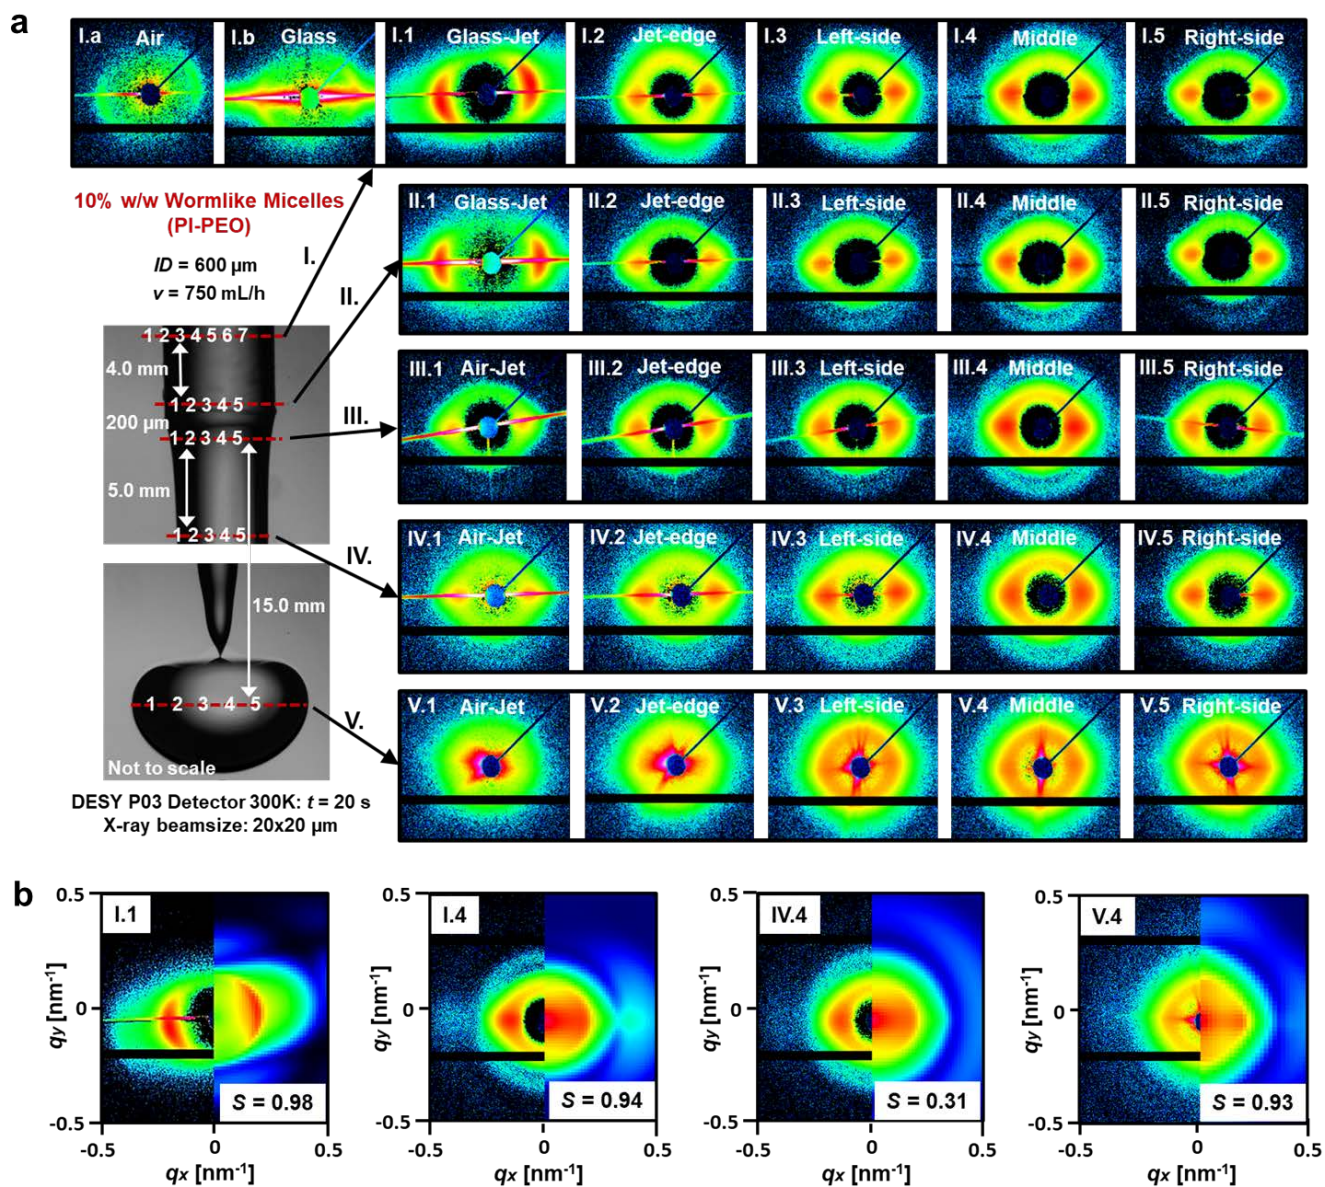 a
I.a Air
I.b Glass
I.1 Glass-Jet
I.2 Jet-edge
I.3 Left-side
I.4 Middle
I.5 Right-side
10% w/w Wormlike Micelles
(PI-PEO)
ID = 600 µm
v = 750 mL/h
I.
II.
II.1 Glass-Jet
II.2 Jet-edge
II.3 Left-side
II.4 Middle
II.5 Right-side
1 2 3 4 5 6 7
4.0 mm
1 2 3 4 5
200 µm
1 2 3 4 5
III.
III.1 Air-Jet
III.2 Jet-edge
III.3 Left-side
III.4 Middle
III.5 Right-side
5.0 mm
1 2 3 4 5
IV.
IV.1 Air-Jet
IV.2 Jet-edge
IV.3 Left-side
IV.4 Middle
IV.5 Right-side
15.0 mm
1 2 3 4 5
V.
V.1 Air-Jet
V.2 Jet-edge
V.3 Left-side
V.4 Middle
V.5 Right-side
Not to scale
DESY P03 Detector 300K: t = 20 s
X-ray beamsize: 20x20 µm
b
0.5
I.1
qy [nm-1]
0
S = 0.98
-0.5
-0.5 0 0.5
qx [nm-1]
0.5
I.4
qy [nm-1]
0
S = 0.94
-0.5
-0.5 0 0.5
qx [nm-1]
0.5
IV.4
qy [nm-1]
0
S = 0.31
-0.5
-0.5 0 0.5
qx [nm-1]
0.5
V.4
qy [nm-1]
0
S = 0.93
-0.5
-0.5 0 0.5
qx [nm-1]